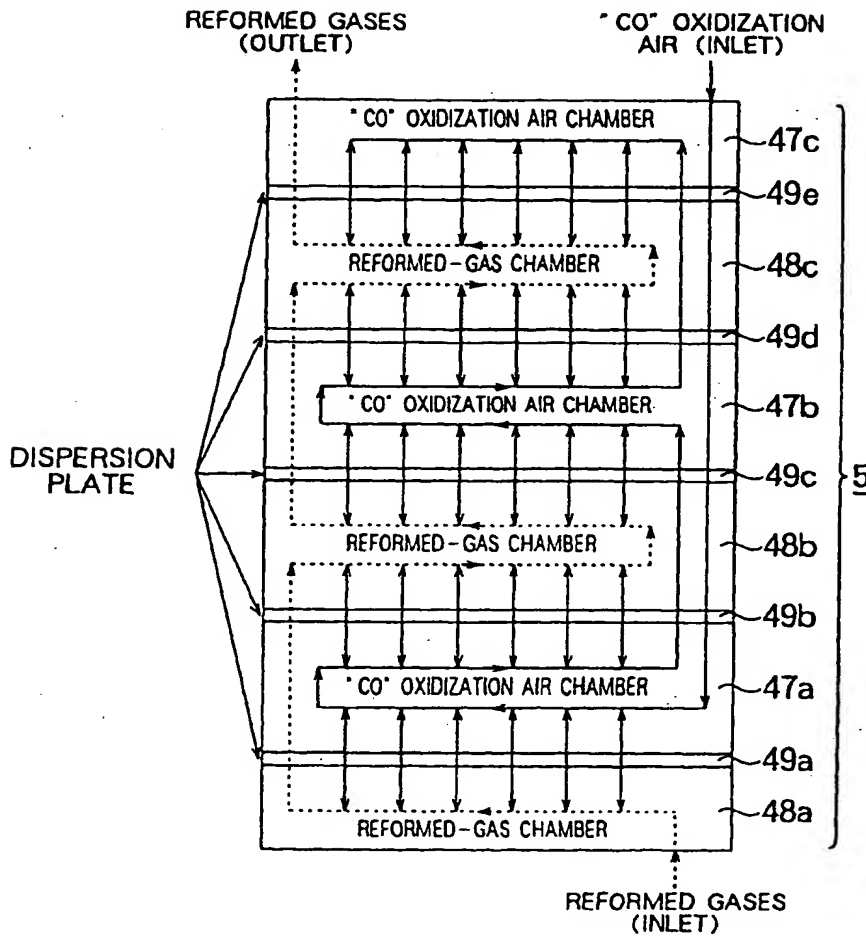 REFORMED GASES
(OUTLET)
"CO" OXIDIZATION
AIR (INLET)
"CO" OXIDIZATION AIR CHAMBER
47c
49e
REFORMED-GAS CHAMBER
48c
49d
"CO" OXIDIZATION AIR CHAMBER
47b
DISPERSION
PLATE
49c
5
REFORMED-GAS CHAMBER
48b
49b
"CO" OXIDIZATION AIR CHAMBER
47a
49a
REFORMED-GAS CHAMBER
48a
REFORMED GASES
(INLET)